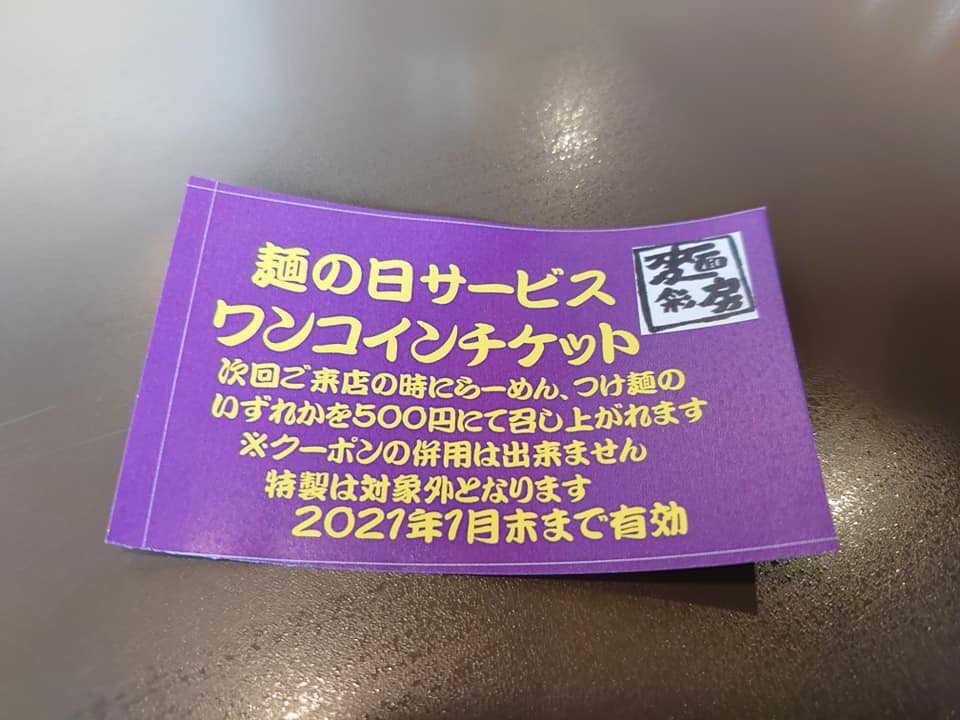 麺の日サービス
ワンコインチケット
次回ご来店の時にらーめん、つけ麺の
いずれかを500円にて召し上がれます
※クーポンの併用は出来ません
特製は対象外となります
2021年1月末まで有効
麺
彩房